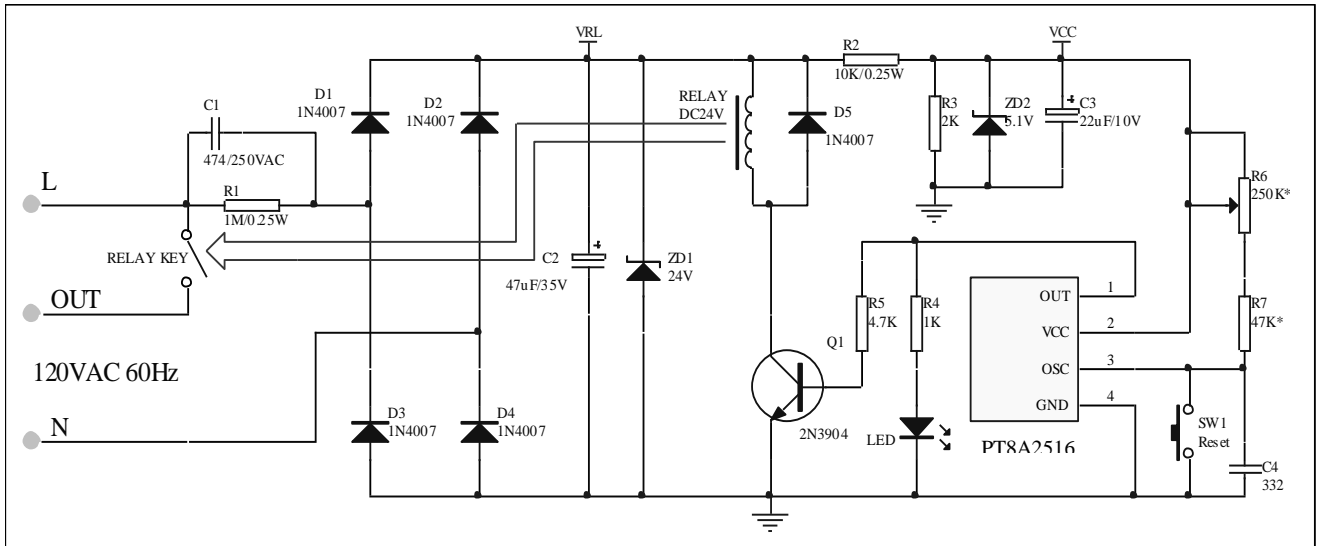 VRL
VCC
R2
10K/0.25W
D1
1N4007
D2
1N4007
RELAY
DC24V
D5
1N4007
R3
2K
ZD2
5.1V
C3
22uF/10V
C1
474/250VAC
L
R1
1M/0.25W
R6
250K*
RELAY KEY
C2
47uF/35V
ZD1
24V
OUT
R5
4.7K
R4
1K
OUT
1
R7
47K*
VCC
2
Q1
120VAC 60Hz
OSC
3
GND
4
N
D3
1N4007
D4
1N4007
2N3904
LED
PT8A2516
SW1
Reset
C4
332